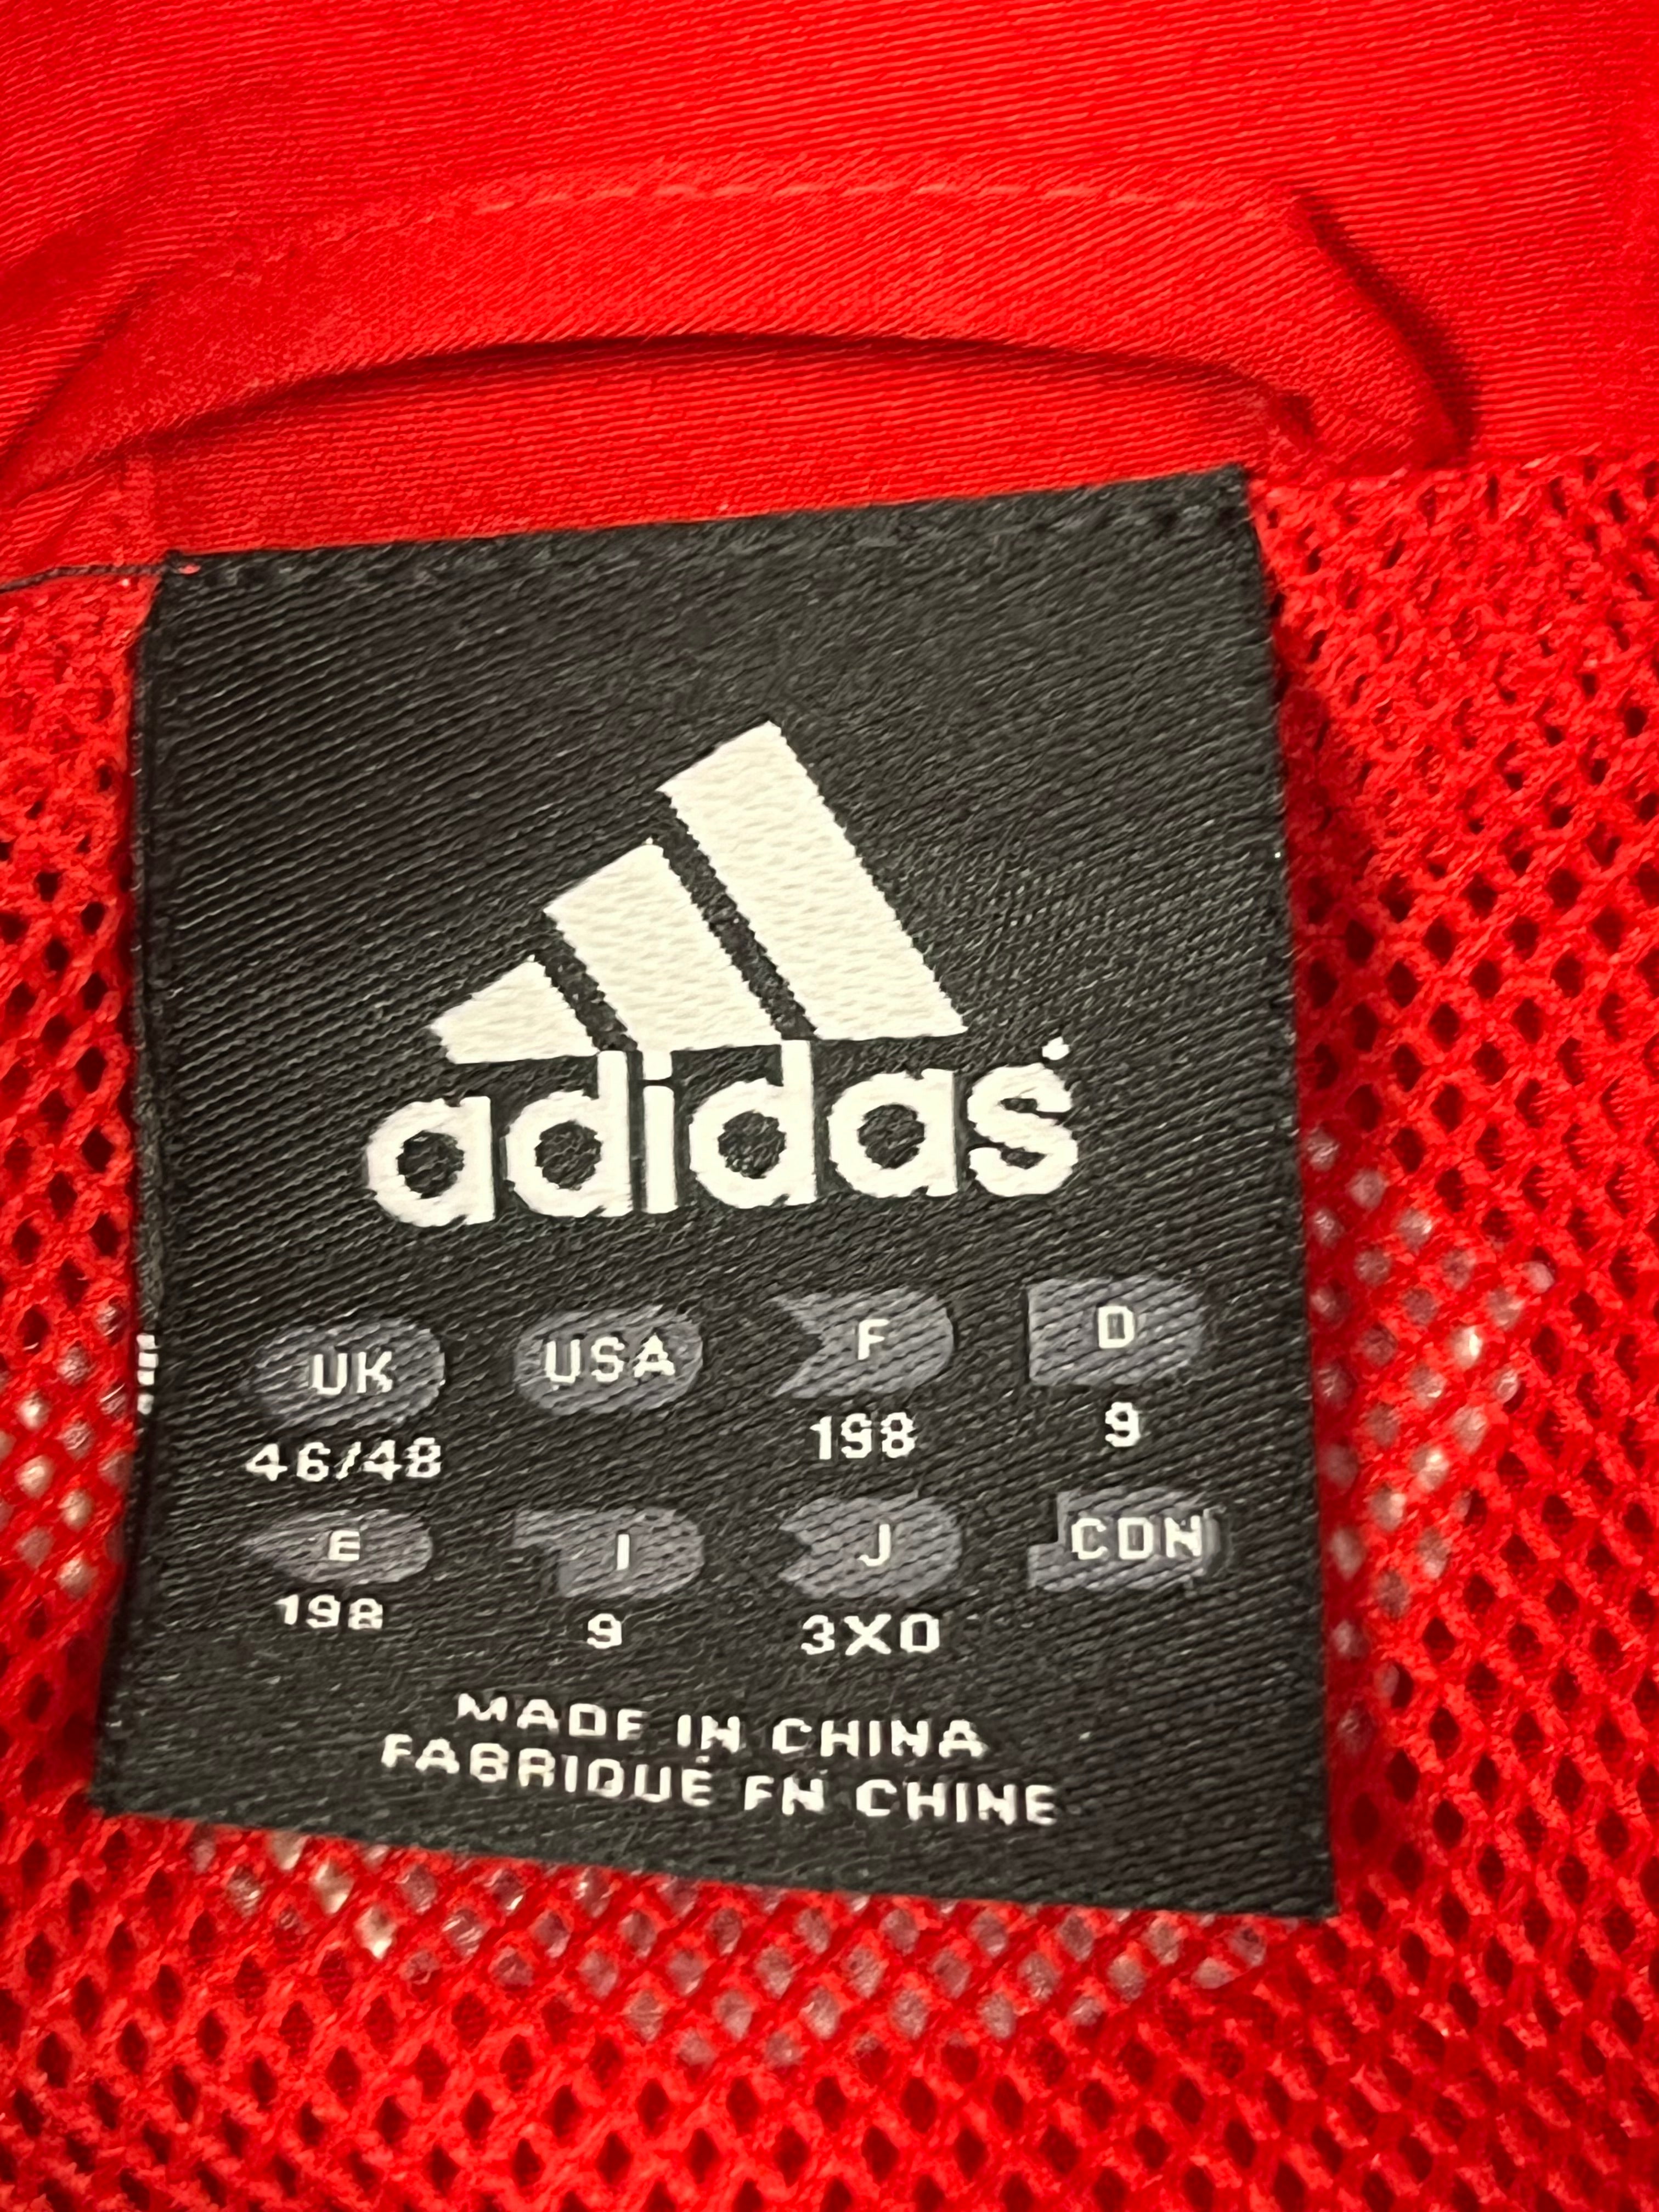 adidas
UK USA F D
46/48 198 9
E I J CDN
198 9 3XO
MADE IN CHINA
FABRIQUÉ EN CHINE